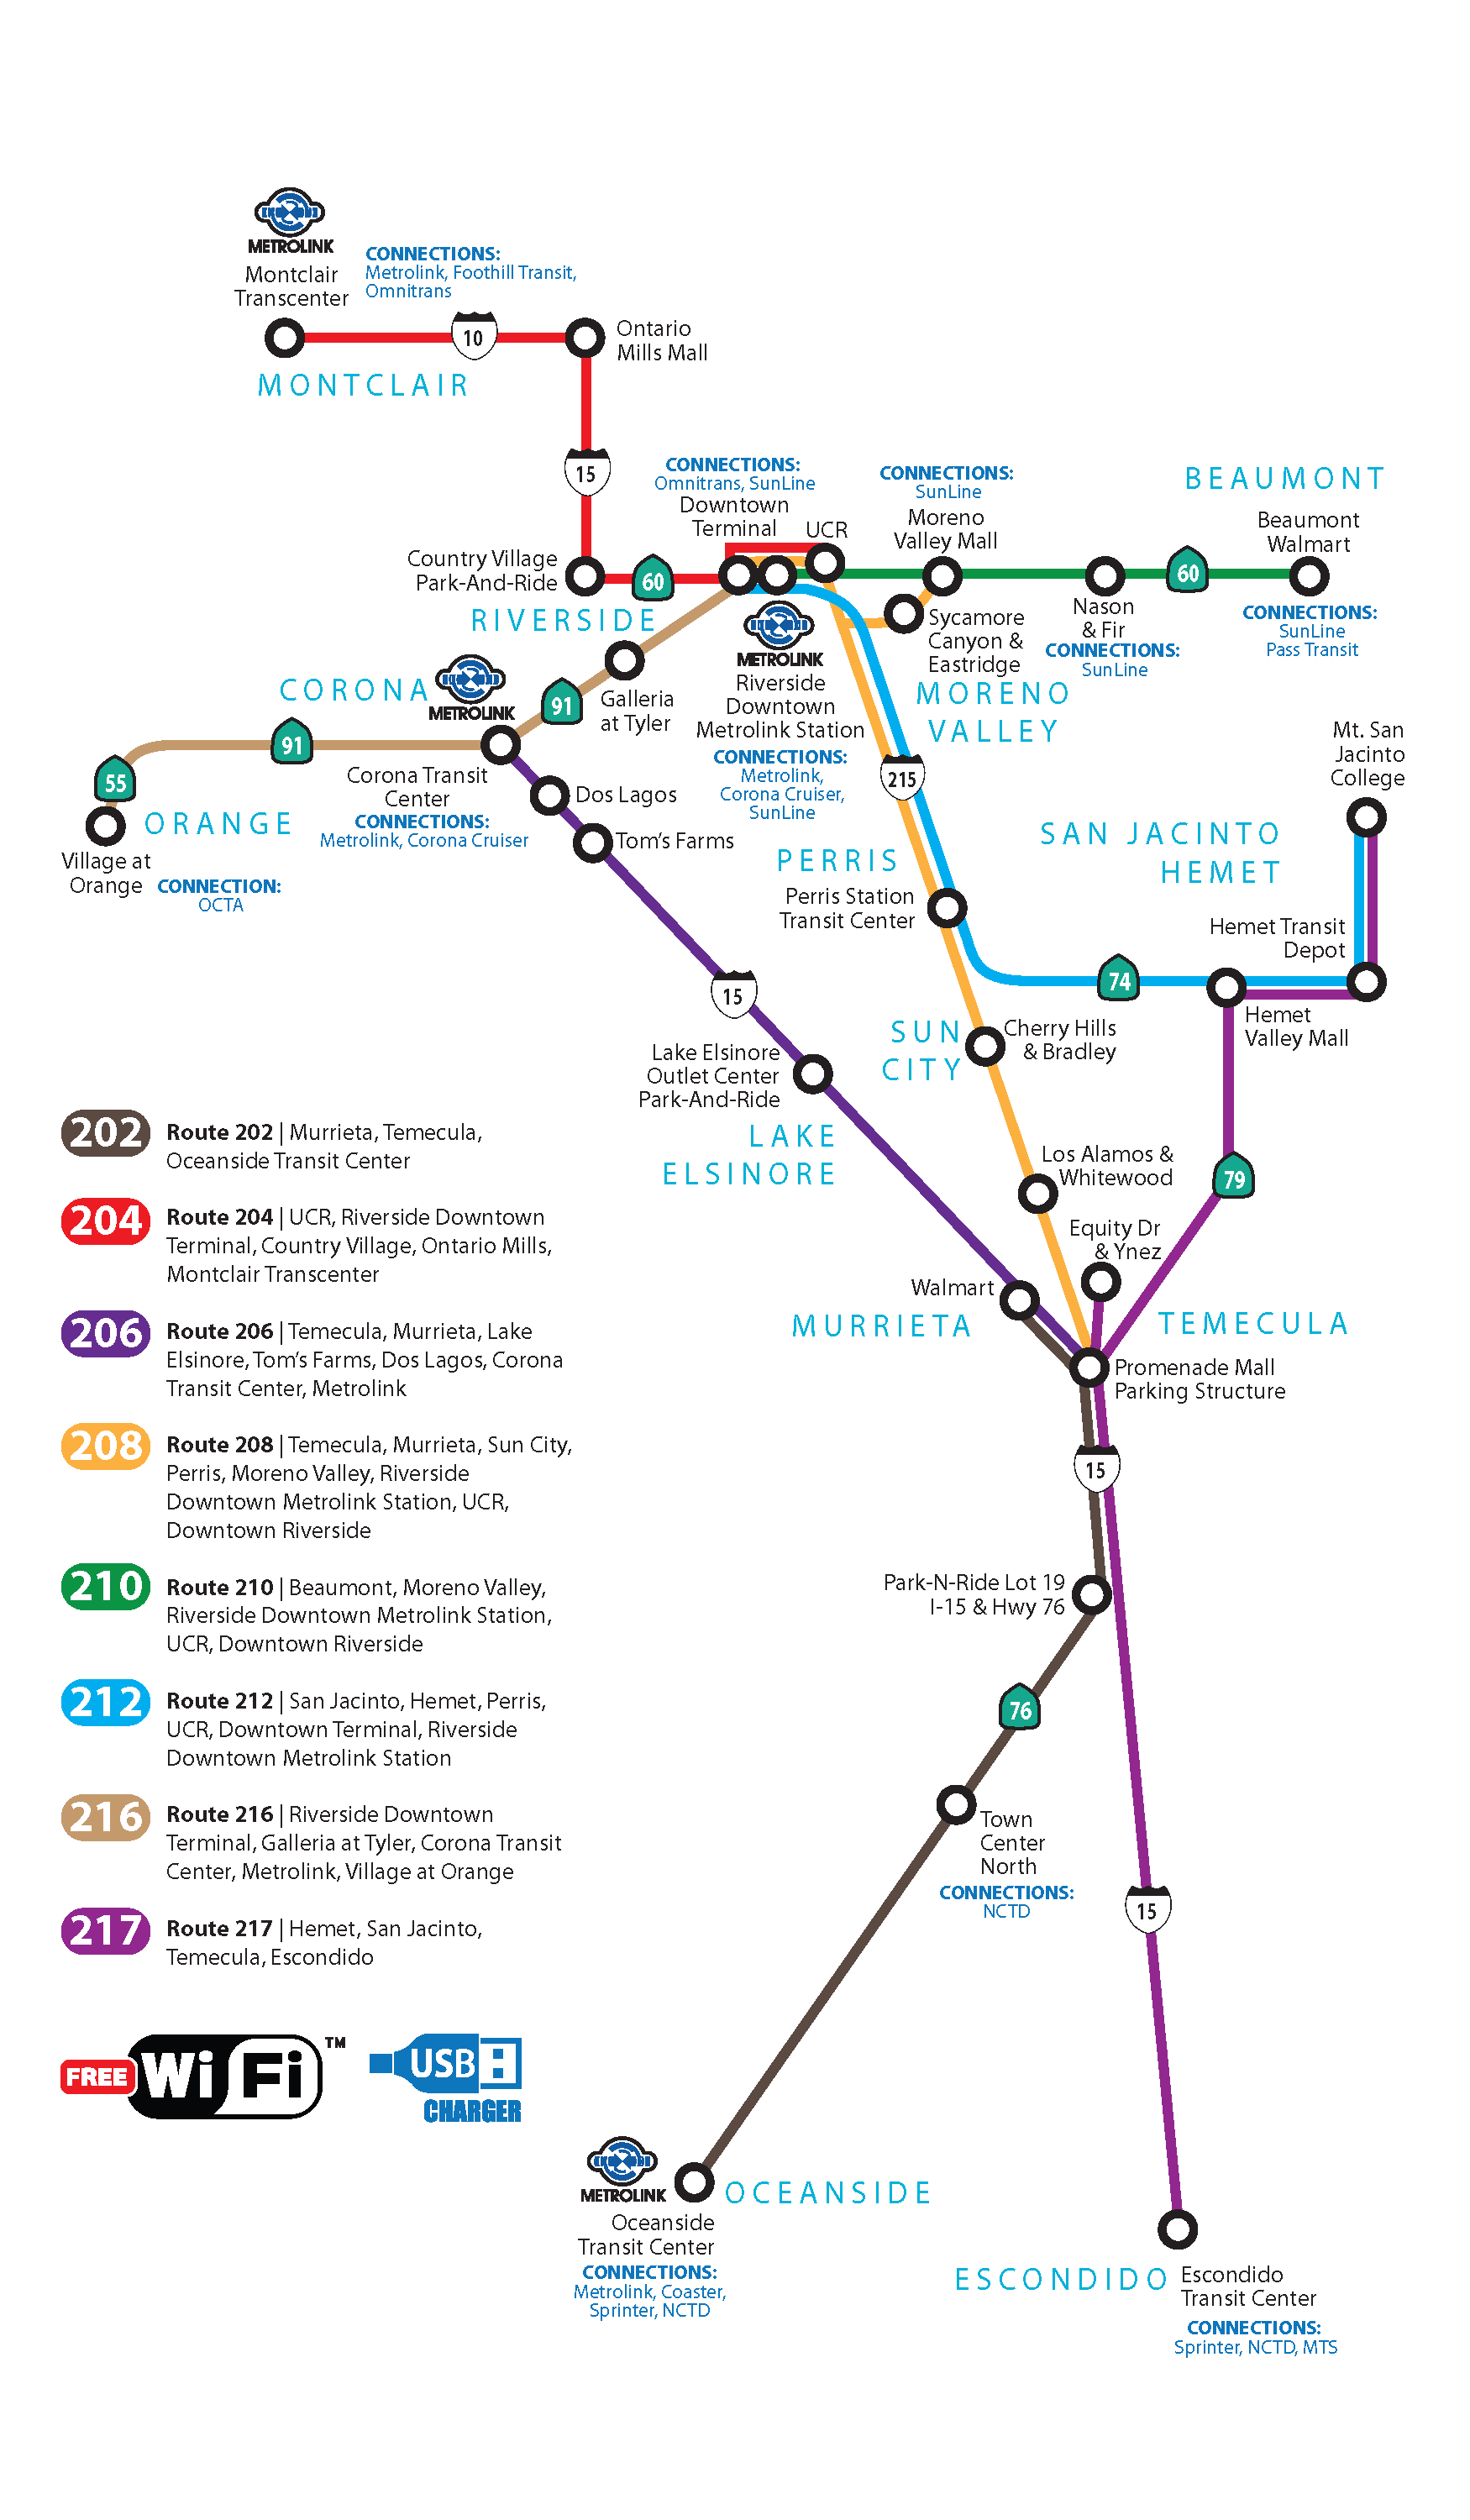 METROLINK
Montclair
Transcenter
CONNECTIONS:
Metrolink, Foothill Transit,
Omnitrans
10
Ontario
Mills Mall
MONTCLAIR
15
CONNECTIONS:
Omnitrans, SunLine
Downtown
Terminal
UCR
CONNECTIONS:
SunLine
Moreno
Valley Mall
BEAUMONT
Beaumont
Walmart
Country Village
Park-And-Ride
60
60
RIVERSIDE
METROLINK
Riverside
Downtown
Metrolink Station
CONNECTIONS:
Metrolink,
Corona Cruiser,
SunLine
Sycamore
Canyon &
Eastridge
Nason
& Fir
CONNECTIONS:
SunLine
CONNECTIONS:
SunLine
Pass Transit
CORONA
METROLINK
91
Galleria
at Tyler
MORENO
VALLEY
91
55
Corona Transit
Center
CONNECTIONS:
Metrolink, Corona Cruiser
Dos Lagos
Tom's Farms
215
Mt. San
Jacinto
College
ORANGE
Village at
Orange
CONNECTION:
OCTA
PERRIS
Perris Station
Transit Center
SAN JACINTO
HEMET
Hemet Transit
Depot
74
15
Hemet
Valley Mall
SUN
CITY
Cherry Hills
& Bradley
Lake Elsinore
Outlet Center
Park-And-Ride
LAKE
ELSINORE
Los Alamos &
Whitewood
79
Equity Dr
& Ynez
Walmart
MURRIETA
TEMECULA
Promenade Mall
Parking Structure
15
Park-N-Ride Lot 19
I-15 & Hwy 76
76
Town
Center
North
CONNECTIONS:
NCTD
15
202 Route 202 | Murrieta, Temecula,
Oceanside Transit Center
204 Route 204 | UCR, Riverside Downtown
Terminal, Country Village, Ontario Mills,
Montclair Transcenter
206 Route 206 | Temecula, Murrieta, Lake
Elsinore, Tom's Farms, Dos Lagos, Corona
Transit Center, Metrolink
208 Route 208 | Temecula, Murrieta, Sun City,
Perris, Moreno Valley, Riverside
Downtown Metrolink Station, UCR,
Downtown Riverside
210 Route 210 | Beaumont, Moreno Valley,
Riverside Downtown Metrolink Station,
UCR, Downtown Riverside
212 Route 212 | San Jacinto, Hemet, Perris,
UCR, Downtown Terminal, Riverside
Downtown Metrolink Station
216 Route 216 | Riverside Downtown
Terminal, Galleria at Tyler, Corona Transit
Center, Metrolink, Village at Orange
217 Route 217 | Hemet, San Jacinto,
Temecula, Escondido
FREE WiFi TM
USB
CHARGER
METROLINK
OCEANSIDE
Oceanside
Transit Center
CONNECTIONS:
Metrolink, Coaster,
Sprinter, NCTD
ESCONDIDO
Escondido
Transit Center
CONNECTIONS:
Sprinter, NCTD, MTS